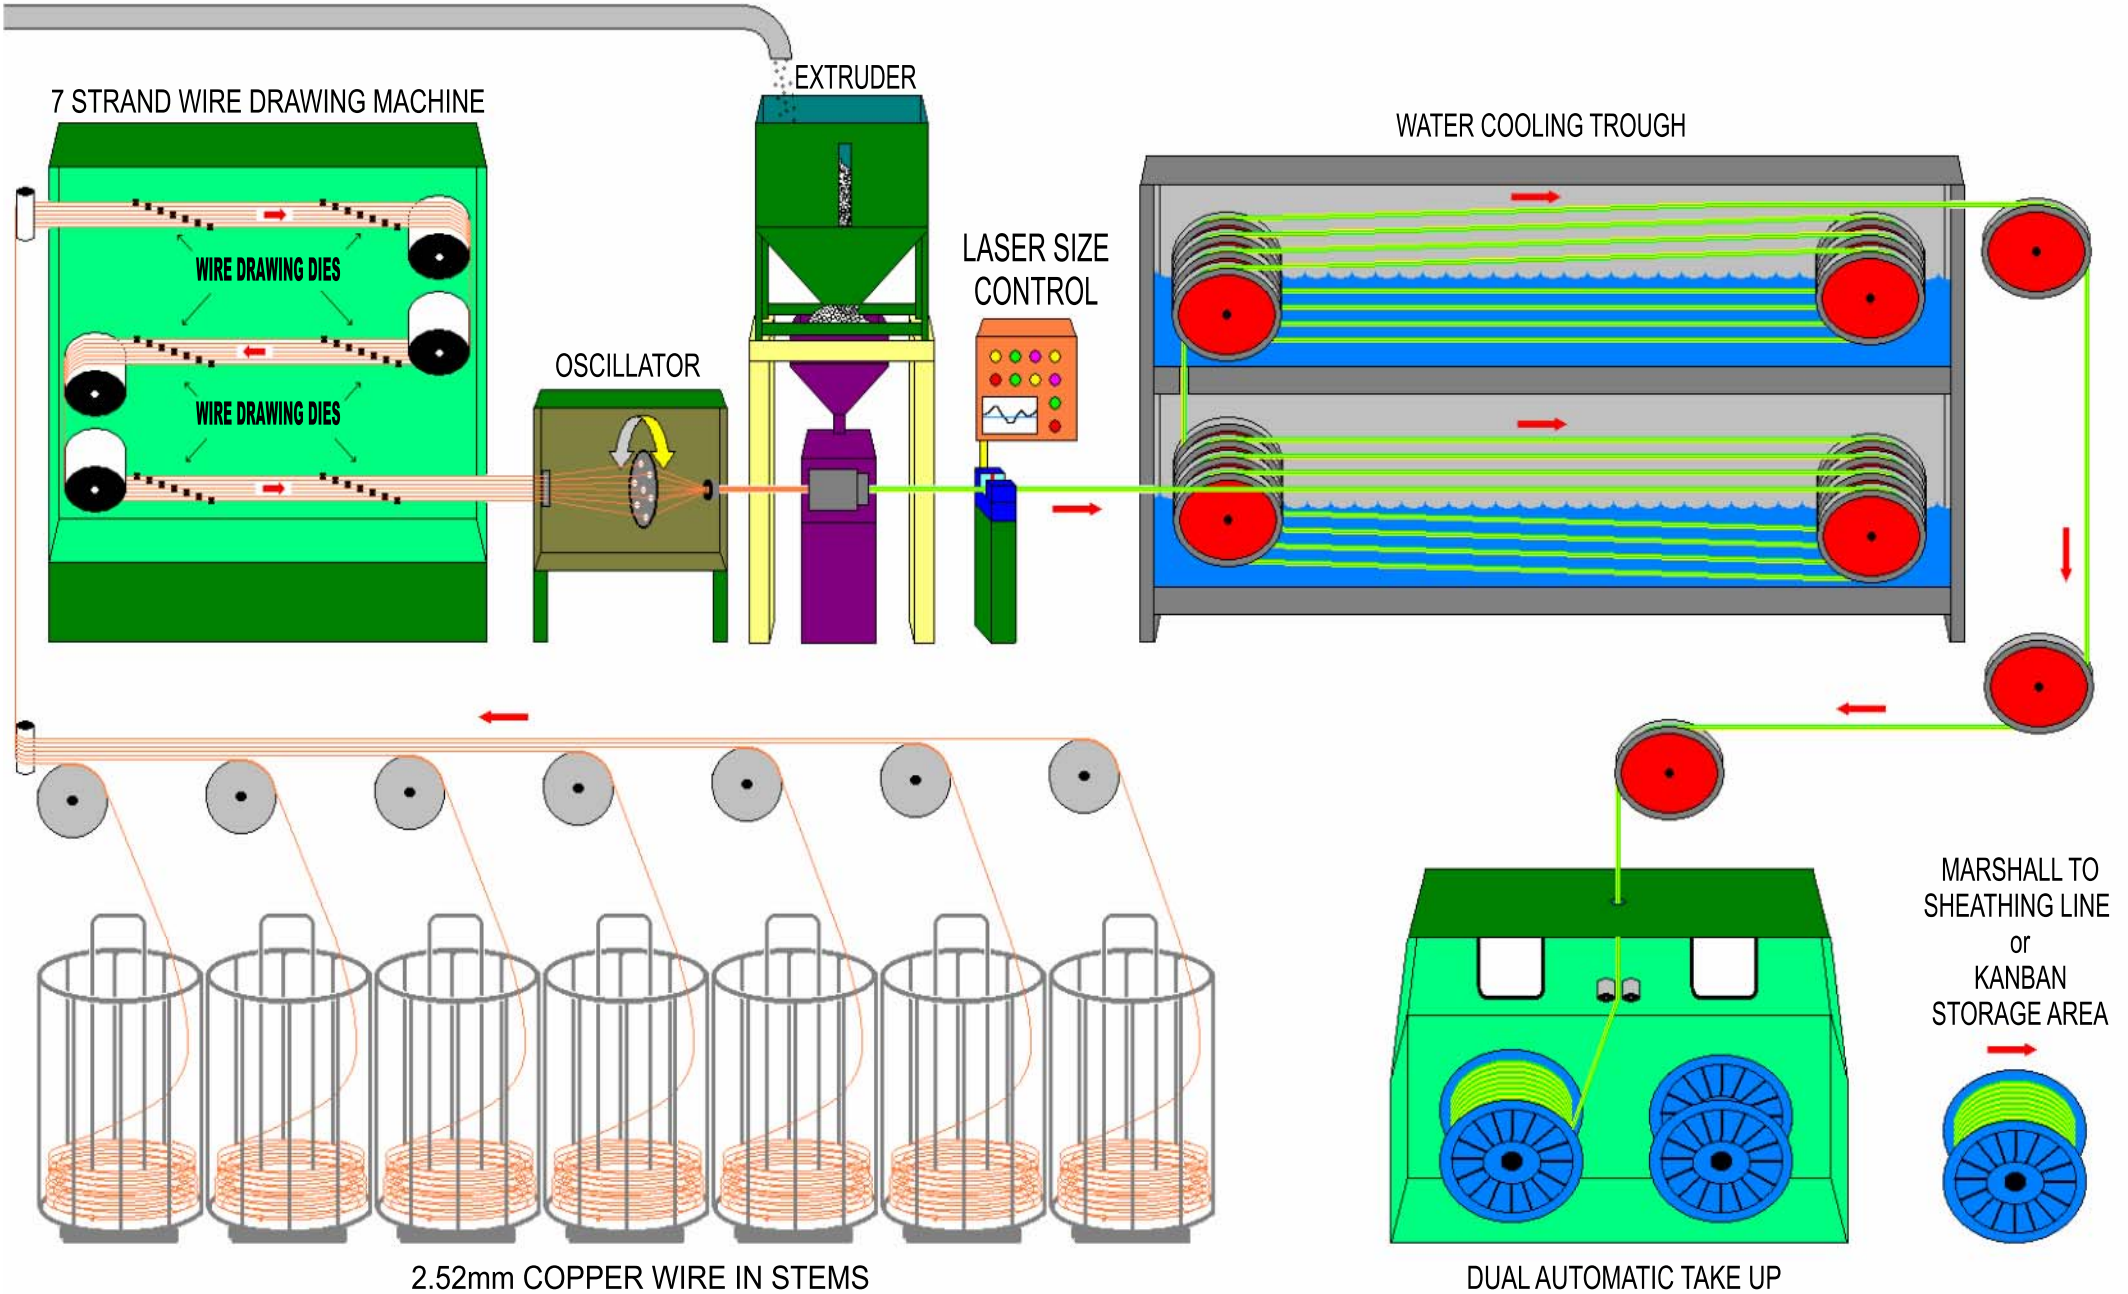 EXTRUDER
7 STRAND WIRE DRAWING MACHINE
WATER COOLING TROUGH
WIRE DRAWING DIES
LASER SIZE
CONTROL
OSCILLATOR
WIRE DRAWING DIES
MARSHALL TO
SHEATHING LINE
or
KANBAN
STORAGE AREA
2.52mm COPPER WIRE IN STEMS
DUAL AUTOMATIC TAKE UP